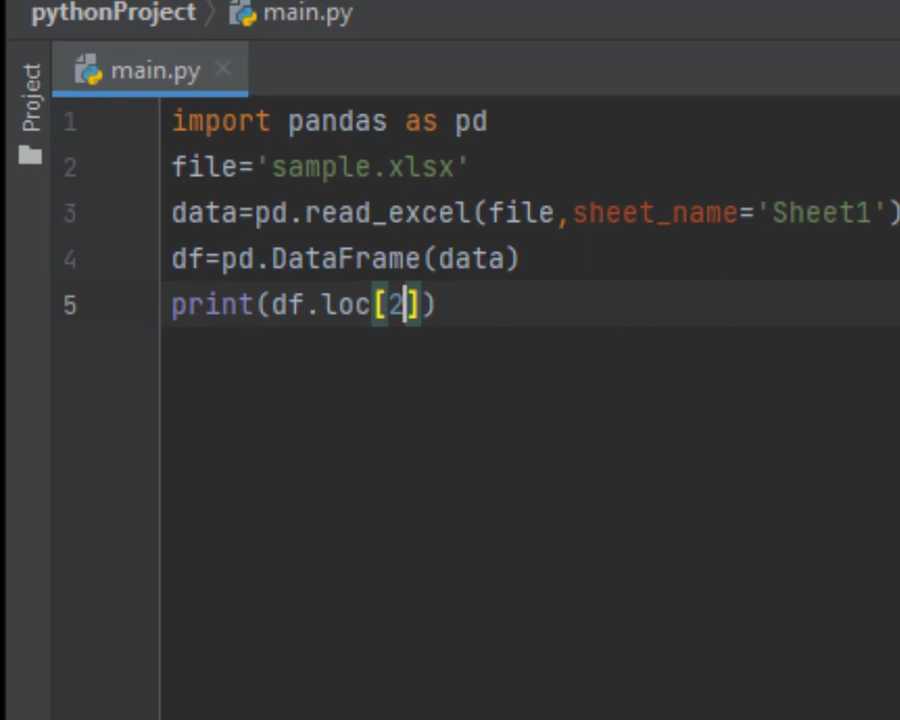 pythonProject main.py
main.py
Project
1 import pandas as pd
2 file='sample.xlsx'
3 data=pd.read_excel(file,sheet_name='Sheet1')
4 df=pd.DataFrame(data)
5 print(df.loc[2])